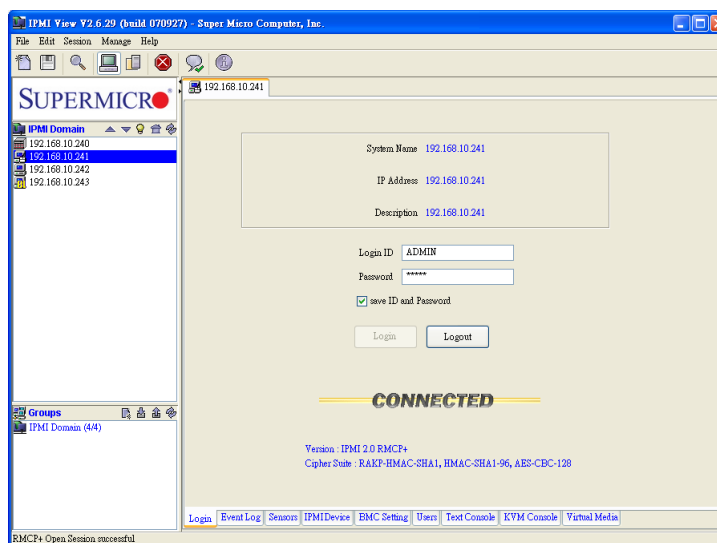 IPMI View V2.6.29 (build 070927) - Super Micro Computer, Inc.
File Edit Session Manage Help
SUPERMICRO
192.168.10.241
IPMI Domain
192.168.10.240
192.168.10.241
192.168.10.242
192.168.10.243
System Name 192.168.10.241
IP Address 192.168.10.241
Description 192.168.10.241
Login ID ADMIN
Password *****
save ID and Password
Login Logout
CONNECTED
Groups
IPMI Domain (4/4)
Version : IPMI 2.0 RMCP+
Cipher Suite : RAKP-HMAC-SHA1, HMAC-SHA1-96, AES-CBC-128
Login Event Log Sensors IPMI Device BMC Setting Users Text Console KVM Console Virtual Media
RMCP+ Open Session successful